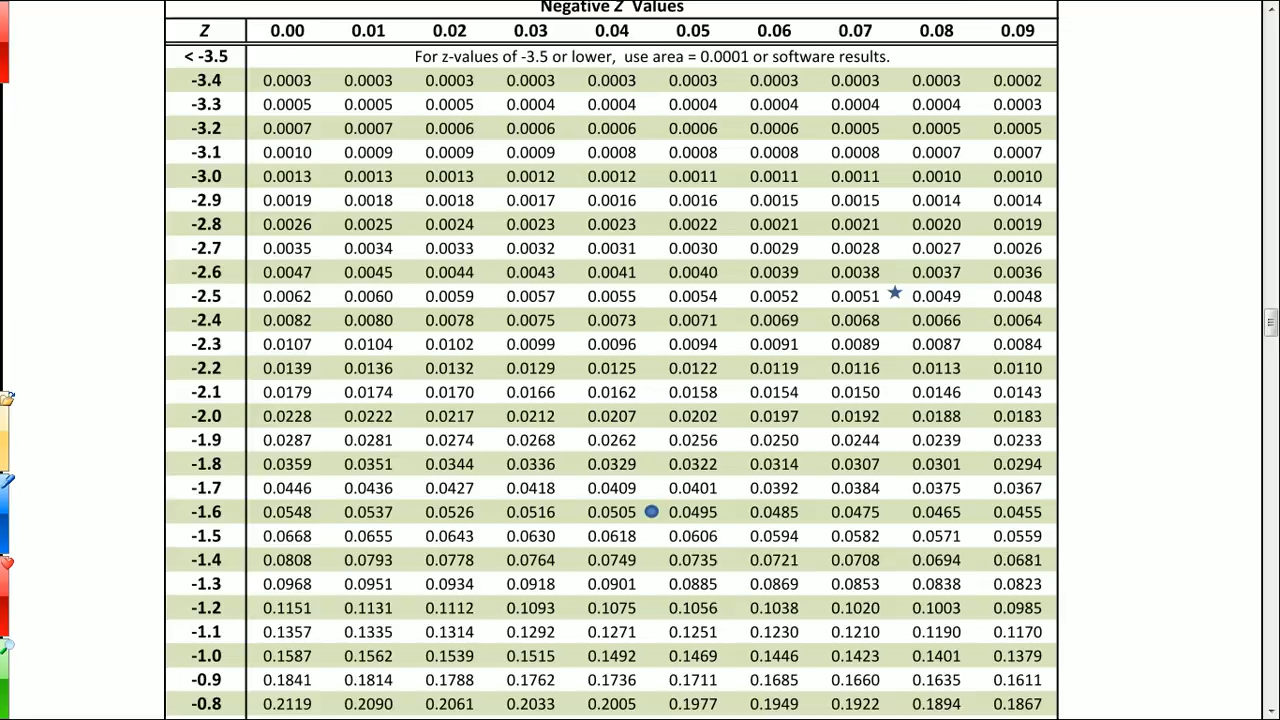 Negative Z Values
Z 0.00 0.01 0.02 0.03 0.04 0.05 0.06 0.07 0.08 0.09
< -3.5 For z-values of -3.5 or lower, use area = 0.0001 or software results.
-3.4 0.0003 0.0003 0.0003 0.0003 0.0003 0.0003 0.0003 0.0003 0.0003 0.0002
-3.3 0.0005 0.0005 0.0005 0.0004 0.0004 0.0004 0.0004 0.0004 0.0004 0.0003
-3.2 0.0007 0.0007 0.0006 0.0006 0.0006 0.0006 0.0006 0.0005 0.0005 0.0005
-3.1 0.0010 0.0009 0.0009 0.0009 0.0008 0.0008 0.0008 0.0008 0.0007 0.0007
-3.0 0.0013 0.0013 0.0013 0.0012 0.0012 0.0011 0.0011 0.0011 0.0010 0.0010
-2.9 0.0019 0.0018 0.0018 0.0017 0.0016 0.0016 0.0015 0.0015 0.0014 0.0014
-2.8 0.0026 0.0025 0.0024 0.0023 0.0023 0.0022 0.0021 0.0021 0.0020 0.0019
-2.7 0.0035 0.0034 0.0033 0.0032 0.0031 0.0030 0.0029 0.0028 0.0027 0.0026
-2.6 0.0047 0.0045 0.0044 0.0043 0.0041 0.0040 0.0039 0.0038 0.0037 0.0036
-2.5 0.0062 0.0060 0.0059 0.0057 0.0055 0.0054 0.0052 0.0051 0.0049 0.0048
-2.4 0.0082 0.0080 0.0078 0.0075 0.0073 0.0071 0.0069 0.0068 0.0066 0.0064
-2.3 0.0107 0.0104 0.0102 0.0099 0.0096 0.0094 0.0091 0.0089 0.0087 0.0084
-2.2 0.0139 0.0136 0.0132 0.0129 0.0125 0.0122 0.0119 0.0116 0.0113 0.0110
-2.1 0.0179 0.0174 0.0170 0.0166 0.0162 0.0158 0.0154 0.0150 0.0146 0.0143
-2.0 0.0228 0.0222 0.0217 0.0212 0.0207 0.0202 0.0197 0.0192 0.0188 0.0183
-1.9 0.0287 0.0281 0.0274 0.0268 0.0262 0.0256 0.0250 0.0244 0.0239 0.0233
-1.8 0.0359 0.0351 0.0344 0.0336 0.0329 0.0322 0.0314 0.0307 0.0301 0.0294
-1.7 0.0446 0.0436 0.0427 0.0418 0.0409 0.0401 0.0392 0.0384 0.0375 0.0367
-1.6 0.0548 0.0537 0.0526 0.0516 0.0505 0.0495 0.0485 0.0475 0.0465 0.0455
-1.5 0.0668 0.0655 0.0643 0.0630 0.0618 0.0606 0.0594 0.0582 0.0571 0.0559
-1.4 0.0808 0.0793 0.0778 0.0764 0.0749 0.0735 0.0721 0.0708 0.0694 0.0681
-1.3 0.0968 0.0951 0.0934 0.0918 0.0901 0.0885 0.0869 0.0853 0.0838 0.0823
-1.2 0.1151 0.1131 0.1112 0.1093 0.1075 0.1056 0.1038 0.1020 0.1003 0.0985
-1.1 0.1357 0.1335 0.1314 0.1292 0.1271 0.1251 0.1230 0.1210 0.1190 0.1170
-1.0 0.1587 0.1562 0.1539 0.1515 0.1492 0.1469 0.1446 0.1423 0.1401 0.1379
-0.9 0.1841 0.1814 0.1788 0.1762 0.1736 0.1711 0.1685 0.1660 0.1635 0.1611
-0.8 0.2119 0.2090 0.2061 0.2033 0.2005 0.1977 0.1949 0.1922 0.1894 0.1867